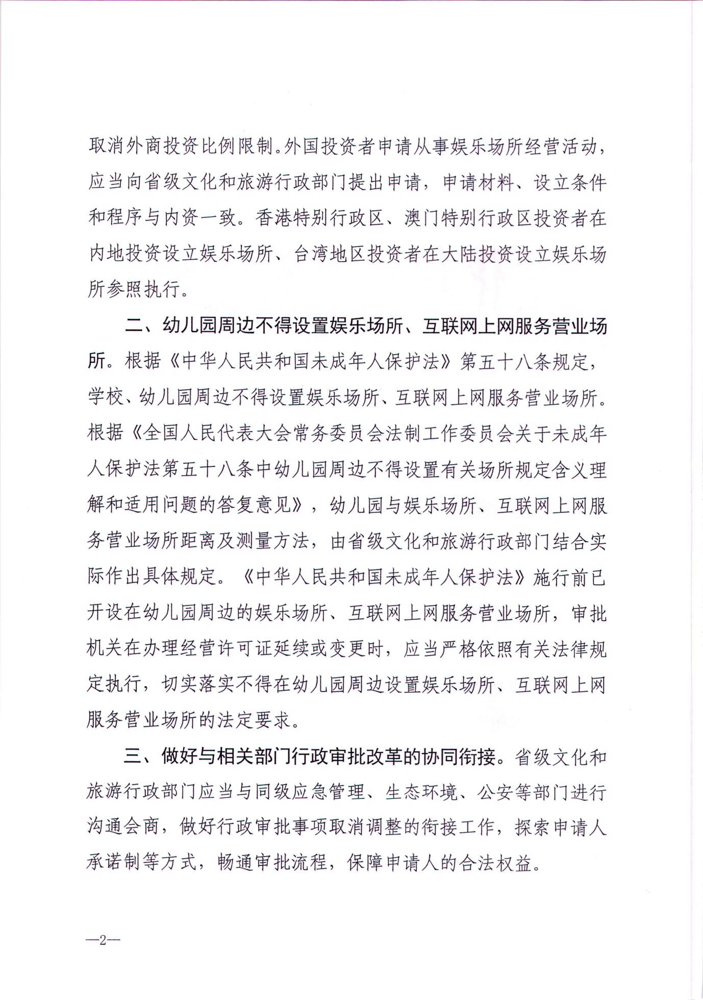 取消外商投资比例限制。外国投资者申请从事娱乐场所经营活动，
应当向省级文化和旅游行政部门提出申请，申请材料、设立条件
和程序与内资一致。香港特别行政区、澳门特别行政区投资者在
内地投资设立娱乐场所、台湾地区投资者在大陆投资设立娱乐场
所参照执行。
二、幼儿园周边不得设置娱乐场所、互联网上网服务营业场
所。根据《中华人民共和国未成年人保护法》第五十八条规定，
学校、幼儿园周边不得设置娱乐场所、互联网上网服务营业场所。
根据《全国人民代表大会常务委员会法制工作委员会关于未成年
人保护法第五十八条中幼儿园周边不得设置有关场所规定含义理
解和适用问题的答复意见》，幼儿园与娱乐场所、互联网上网服
务营业场所距离及测量方法，由省级文化和旅游行政部门结合实
际作出具体规定。《中华人民共和国未成年人保护法》施行前已
开设在幼儿园周边的娱乐场所、互联网上网服务营业场所，审批
机关在办理经营许可证延续或变更时，应当严格依照有关法律规
定执行，切实落实不得在幼儿园周边设置娱乐场所、互联网上网
服务营业场所的法定要求。
三、做好与相关部门行政审批改革的协同衔接。省级文化和
旅游行政部门应当与同级应急管理、生态环境、公安等部门进行
沟通会商，做好行政审批事项取消调整的衔接工作，探索申请人
承诺制等方式，畅通审批流程，保障申请人的合法权益。
—2—